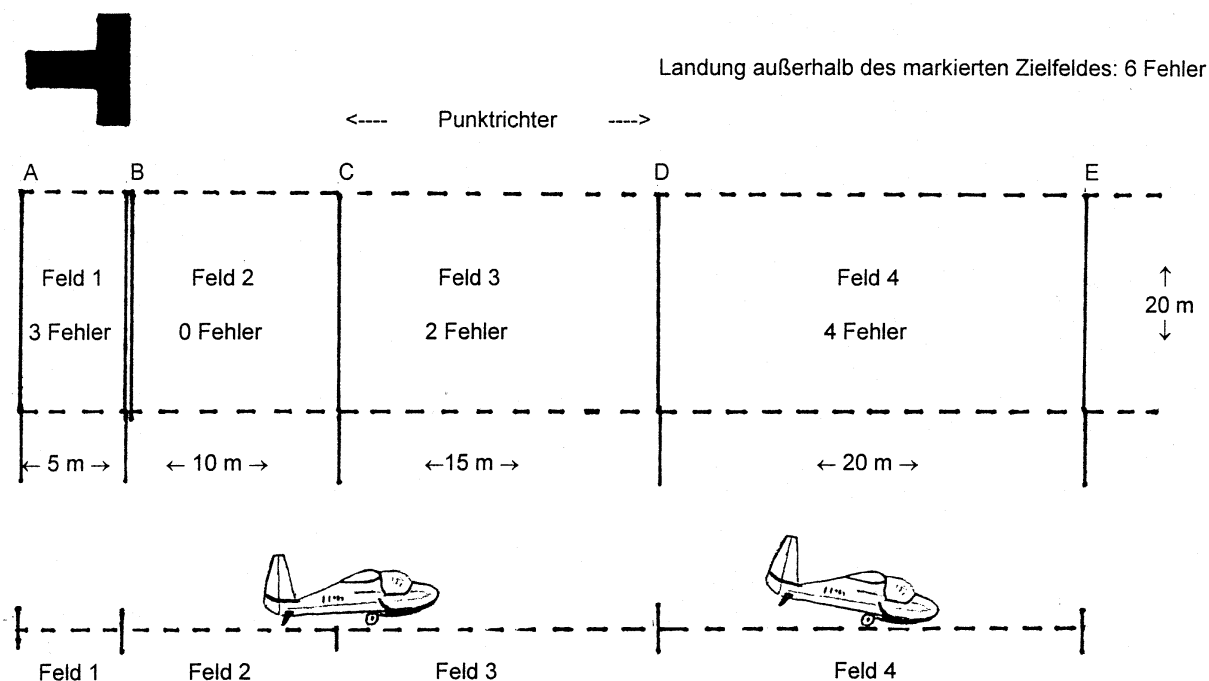 Landung außerhalb des markierten Zielfeldes: 6 Fehler
<---- Punktrichter ---->
A B C D E
Feld 1 Feld 2 Feld 3 Feld 4
↑
20 m
3 Fehler 0 Fehler 2 Fehler 4 Fehler
↓
← 5 m → ← 10 m → ←15 m → ← 20 m →
Feld 1 Feld 2 Feld 3 Feld 4